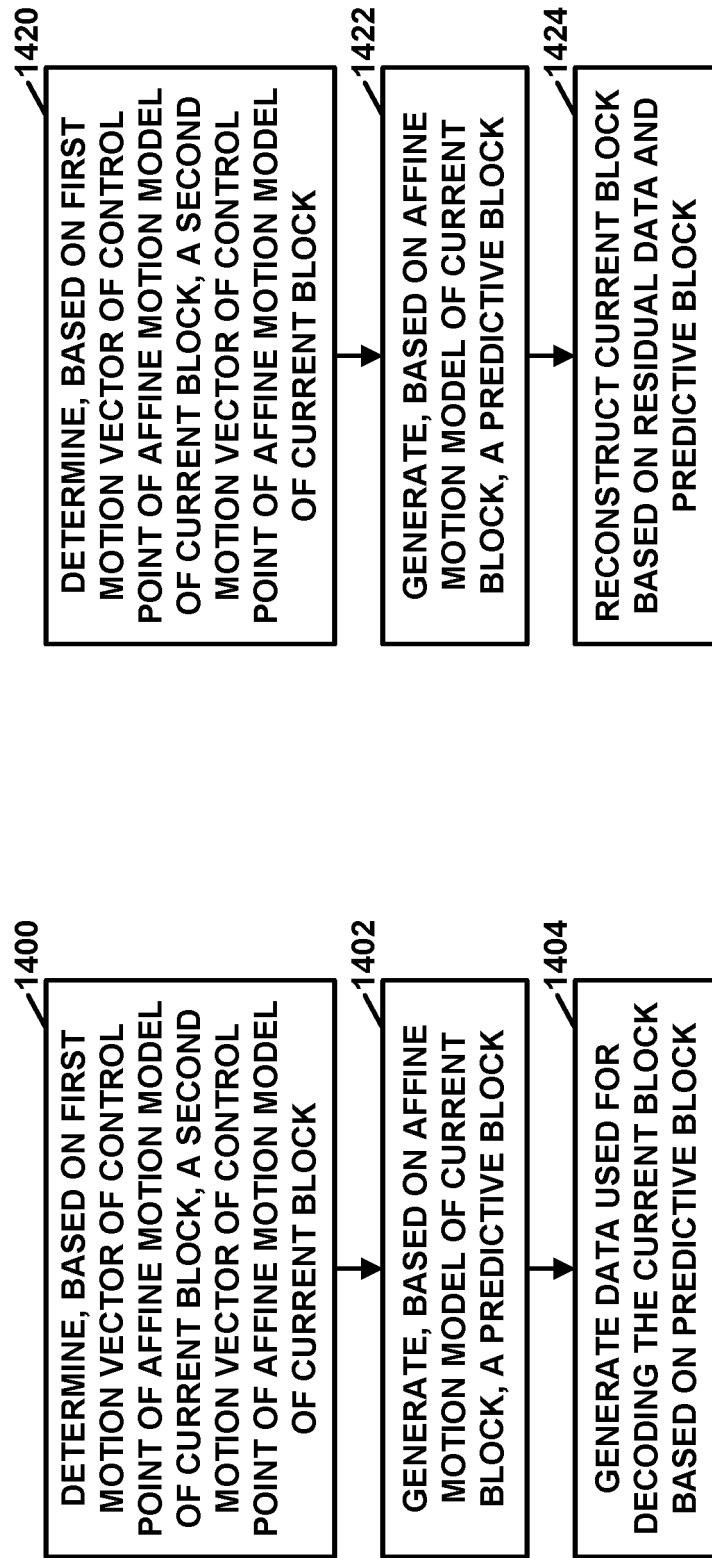 1400
DETERMINE, BASED ON FIRST
MOTION VECTOR OF CONTROL
POINT OF AFFINE MOTION MODEL
OF CURRENT BLOCK, A SECOND
MOTION VECTOR OF CONTROL
POINT OF AFFINE MOTION MODEL
OF CURRENT BLOCK
1402
GENERATE, BASED ON AFFINE
MOTION MODEL OF CURRENT
BLOCK, A PREDICTIVE BLOCK
1404
GENERATE DATA USED FOR
DECODING THE CURRENT BLOCK
BASED ON PREDICTIVE BLOCK
1420
DETERMINE, BASED ON FIRST
MOTION VECTOR OF CONTROL
POINT OF AFFINE MOTION MODEL
OF CURRENT BLOCK, A SECOND
MOTION VECTOR OF CONTROL
POINT OF AFFINE MOTION MODEL
OF CURRENT BLOCK
1422
GENERATE, BASED ON AFFINE
MOTION MODEL OF CURRENT
BLOCK, A PREDICTIVE BLOCK
1424
RECONSTRUCT CURRENT BLOCK
BASED ON RESIDUAL DATA AND
PREDICTIVE BLOCK